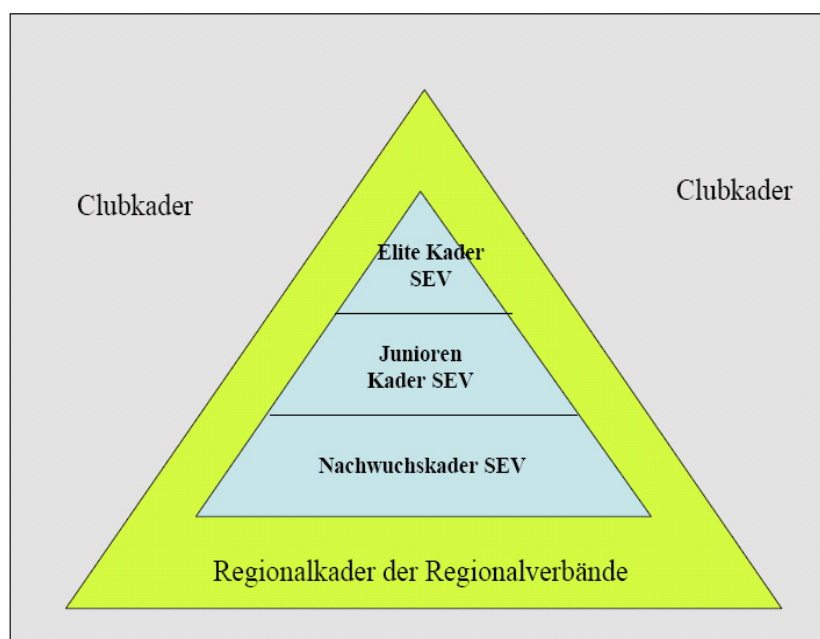 Clubkader
Clubkader
Elite Kader
SEV
Junioren
Kader SEV
Nachwuchskader SEV
Regionalkader der Regionalverbände